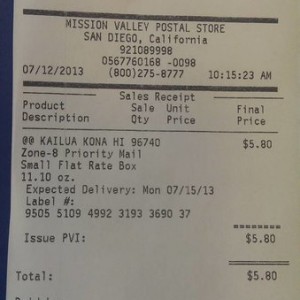 MISSION VALLEY POSTAL STORE
SAN DIEGO, California
921089998
0567760168 -0098
07/12/2013 (800)275-8777 10:15:23 AM
Sales Receipt
Product Sale Unit Final
Description Qty Price Price
@@ KAILUA KONA HI 96740 $5.80
Zone-8 Priority Mail
Small Flat Rate Box
11.10 oz.
Expected Delivery: Mon 07/15/13
Label #:
9505 5109 4992 3193 3690 37
========
Issue PVI: $5.80
========
Total: $5.80